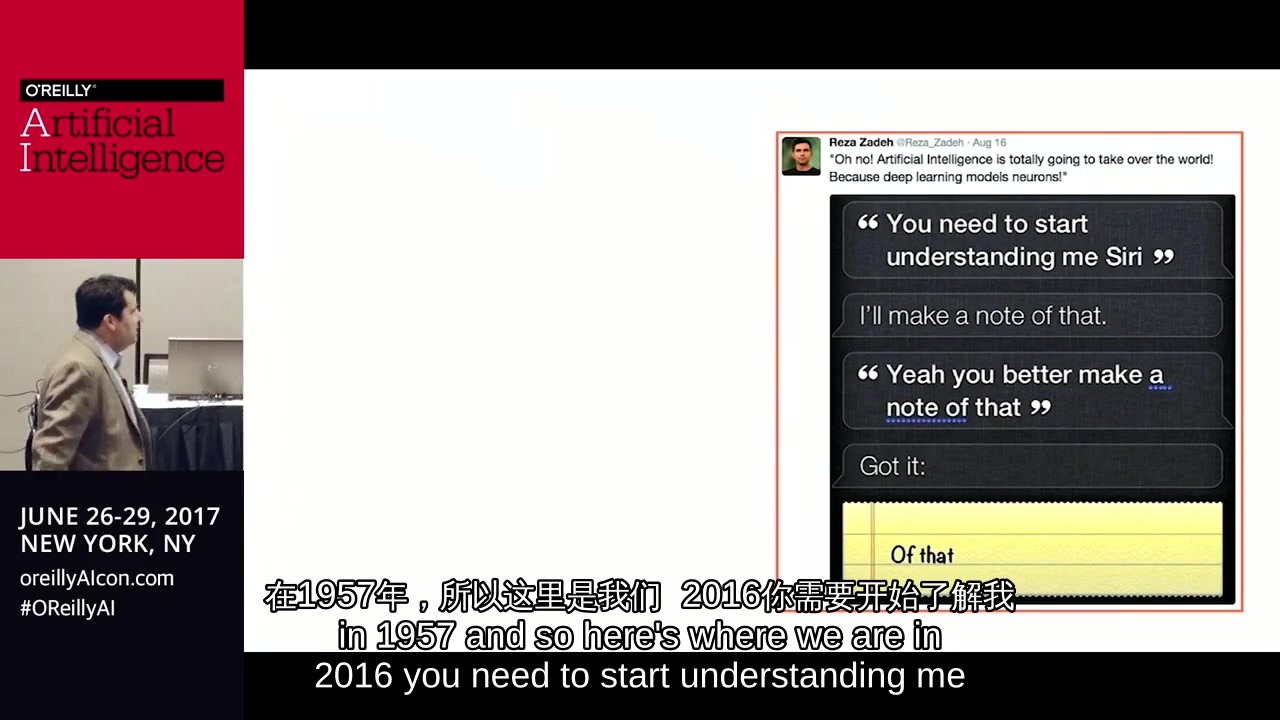 O'REILLY®
Artificial
Intelligence
JUNE 26-29, 2017
NEW YORK, NY
oreillyAIcon.com
#OReillyAI
Reza Zadeh @Reza_Zadeh · Aug 16
"Oh no! Artificial Intelligence is totally going to take over the world!
Because deep learning models neurons!"
“ You need to start
understanding me Siri ”
I'll make a note of that.
“ Yeah you better make a
note of that ”
Got it:
Of that
在1957年，所以这里是我们 2016你需要开始了解我
in 1957 and so here's where we are in
2016 you need to start understanding me